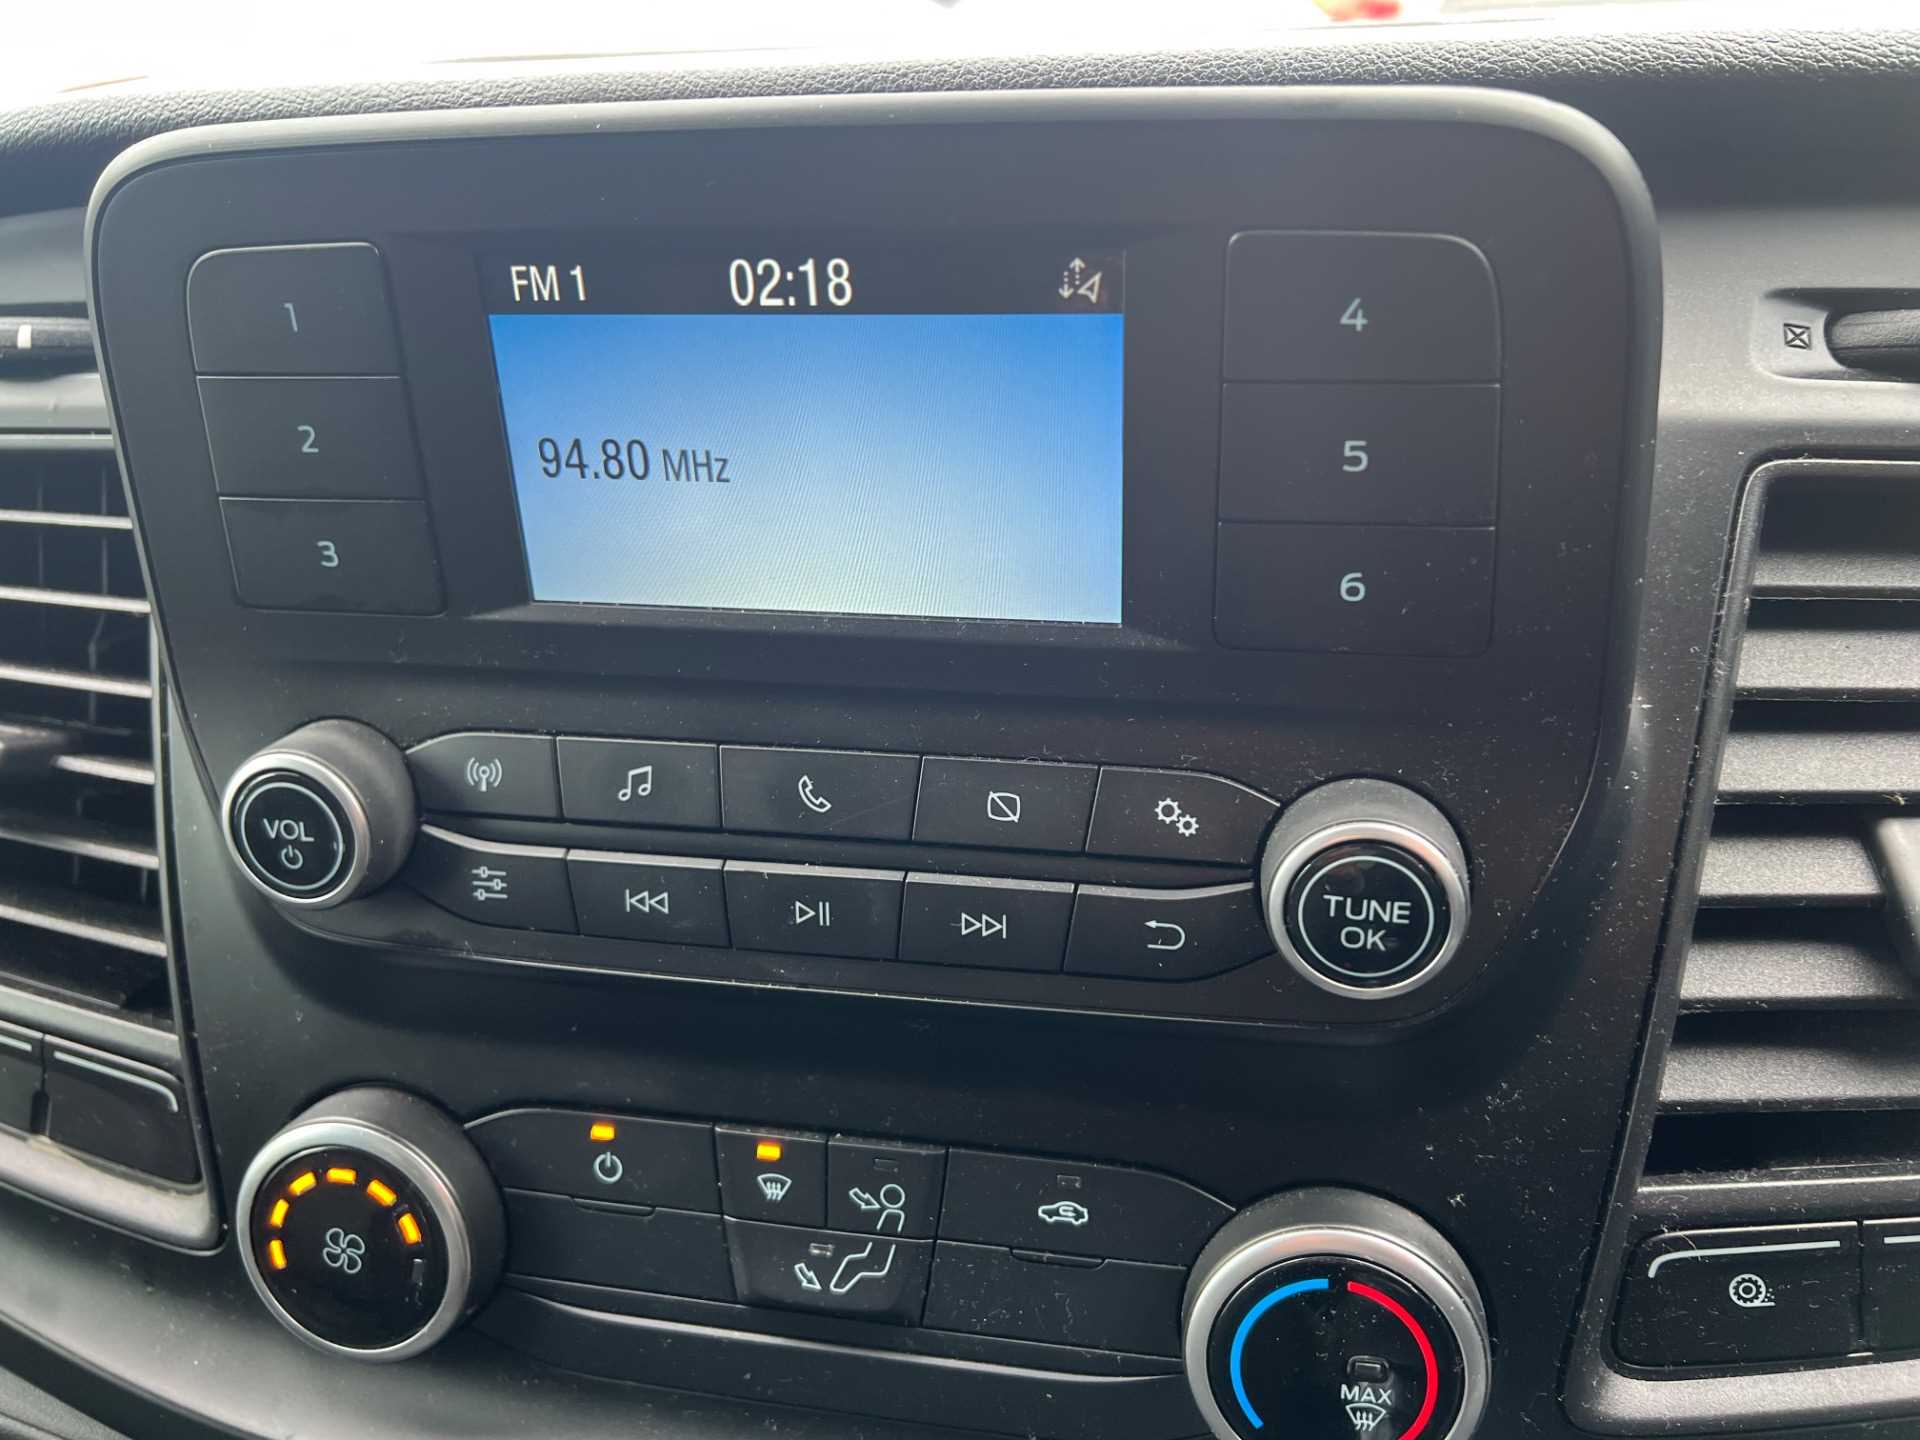 FM 1 02:18
94.80 MHz
1
2
3
4
5
6
VOL
TUNE
OK
MAX